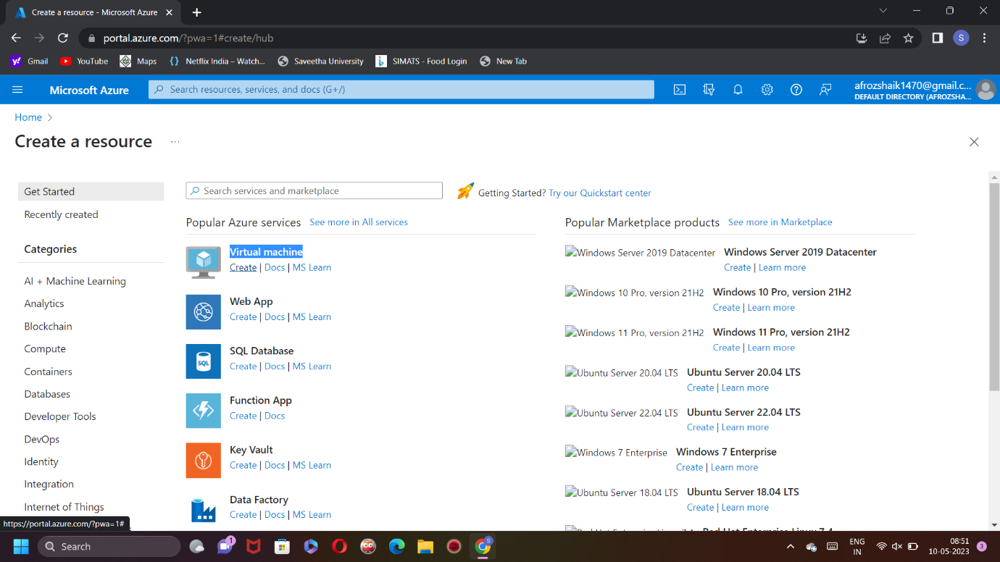 Create a resource - Microsoft Azure
portal.azure.com/?pwa=1#create/hub
S
Gmail YouTube Maps Netflix India – Watch... Saveetha University SIMATS - Food Login New Tab
Microsoft Azure
Search resources, services, and docs (G+/)
afrozshaik1470@gmail.c...
DEFAULT DIRECTORY (AFROZSHA...
Home
Create a resource ...
Get Started
Recently created
Categories
AI + Machine Learning
Analytics
Blockchain
Compute
Containers
Databases
Developer Tools
DevOps
Identity
Integration
Internet of Things
Search services and marketplace
Getting Started? Try our Quickstart center
Popular Azure services See more in All services
Virtual machine
Create | Docs | MS Learn
Web App
Create | Docs | MS Learn
SQL
SQL Database
Create | Docs | MS Learn
Function App
Create | Docs
Key Vault
Create | Docs | MS Learn
Data Factory
Create | Docs | MS Learn
Popular Marketplace products See more in Marketplace
Windows Server 2019 Datacenter Windows Server 2019 Datacenter
Create | Learn more
Windows 10 Pro, version 21H2 Windows 10 Pro, version 21H2
Create | Learn more
Windows 11 Pro, version 21H2 Windows 11 Pro, version 21H2
Create | Learn more
Ubuntu Server 20.04 LTS Ubuntu Server 20.04 LTS
Create | Learn more
Ubuntu Server 22.04 LTS Ubuntu Server 22.04 LTS
Create | Learn more
Windows 7 Enterprise Windows 7 Enterprise
Create | Learn more
Ubuntu Server 18.04 LTS Ubuntu Server 18.04 LTS
Create | Learn more
https://portal.azure.com/?pwa=1#
Search
1
S
ENG
IN
08:51
10-05-2023
3